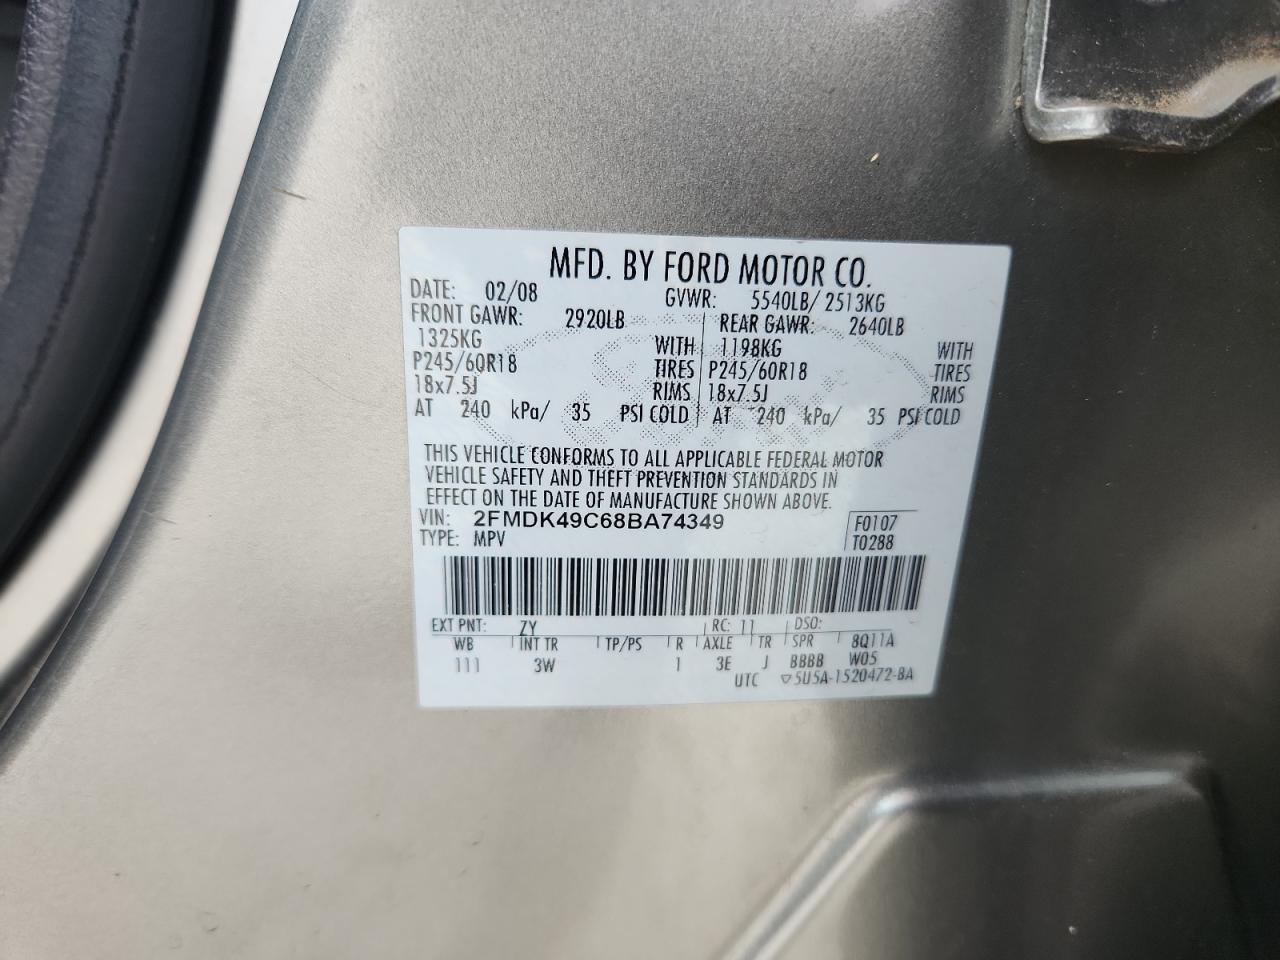 MFD. BY FORD MOTOR CO.
DATE: 02/08 GVWR: 5540LB/ 2513KG
FRONT GAWR: 2920LB REAR GAWR: 2640LB
1325KG WITH 1198KG WITH
P245/60R18 TIRES P245/60R18 TIRES
18x7.5J RIMS 18x7.5J RIMS
AT 240 kPa/ 35 PSI COLD AT 240 kPa/ 35 PSI COLD
THIS VEHICLE CONFORMS TO ALL APPLICABLE FEDERAL MOTOR
VEHICLE SAFETY AND THEFT PREVENTION STANDARDS IN
EFFECT ON THE DATE OF MANUFACTURE SHOWN ABOVE.
VIN: 2FMDK49C68BA74349 F0107
TYPE: MPV T0288
EXT PNT: ZY RC: 11 DSO:
WB INT TR TP/PS R AXLE TR SPR 8Q11A
111 3W 1 3E J BBBB W05
UTC ▽5U5A-1520472-BA